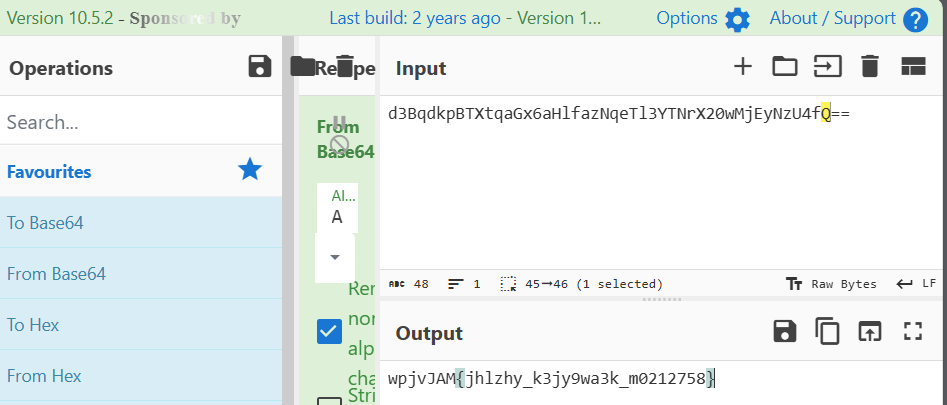 Version 10.5.2 - Sponsored by
Last build: 2 years ago - Version 1...
Options
About / Support
Operations
Recipe
Input
Search...
Favourites
To Base64
From Base64
To Hex
From Hex
From
Base64
Al...
A
Rem
non
alp
cha
Stri
d3BqdkpBTXtqaGx6aHlfazNqeTl3YTNrX20wMjEyNzU4fQ==
48
1
45→46 (1 selected)
Raw Bytes
LF
Output
wpjvJAM{jhlzhy_k3jy9wa3k_m0212758}